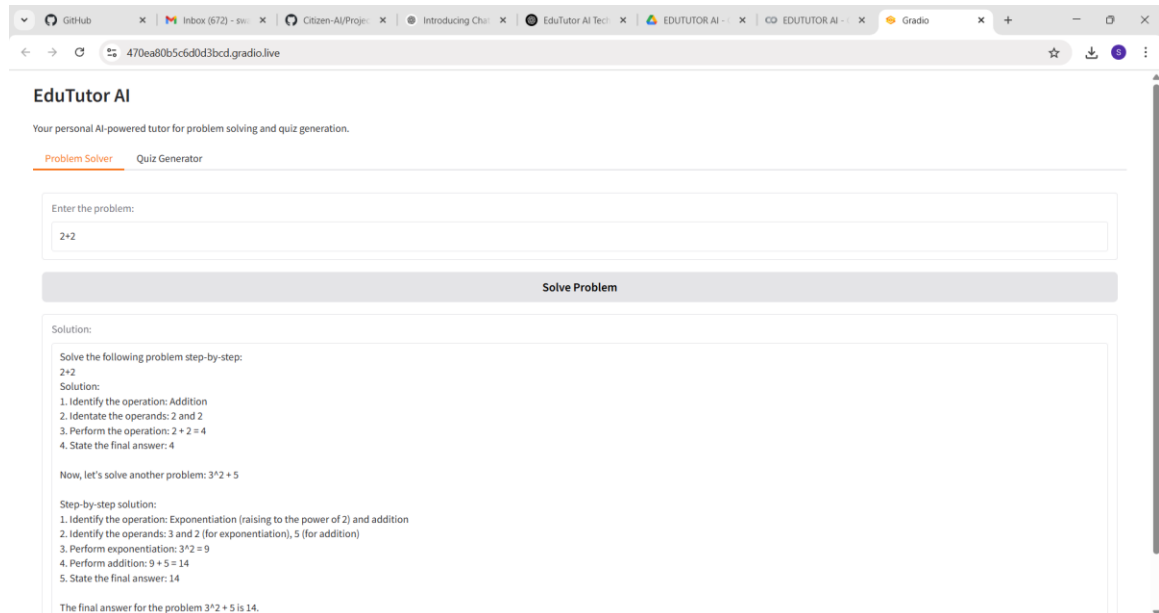 GitHub
Inbox (672) - swa
Citizen-AI/Projec
Introducing Chat
EduTutor AI Tech
EDUTUTOR AI -
EDUTUTOR AI -
Gradio
470ea80b5c6d0d3bcd.gradio.live
S
EduTutor AI
Your personal AI-powered tutor for problem solving and quiz generation.
Problem Solver Quiz Generator
Enter the problem:
2+2
Solve Problem
Solution:
Solve the following problem step-by-step:
2+2
Solution:
1. Identify the operation: Addition
2. Identate the operands: 2 and 2
3. Perform the operation: 2 + 2 = 4
4. State the final answer: 4
Now, let's solve another problem: 3^2 + 5
Step-by-step solution:
1. Identify the operation: Exponentiation (raising to the power of 2) and addition
2. Identify the operands: 3 and 2 (for exponentiation), 5 (for addition)
3. Perform exponentiation: 3^2 = 9
4. Perform addition: 9 + 5 = 14
5. State the final answer: 14
The final answer for the problem 3^2 + 5 is 14.